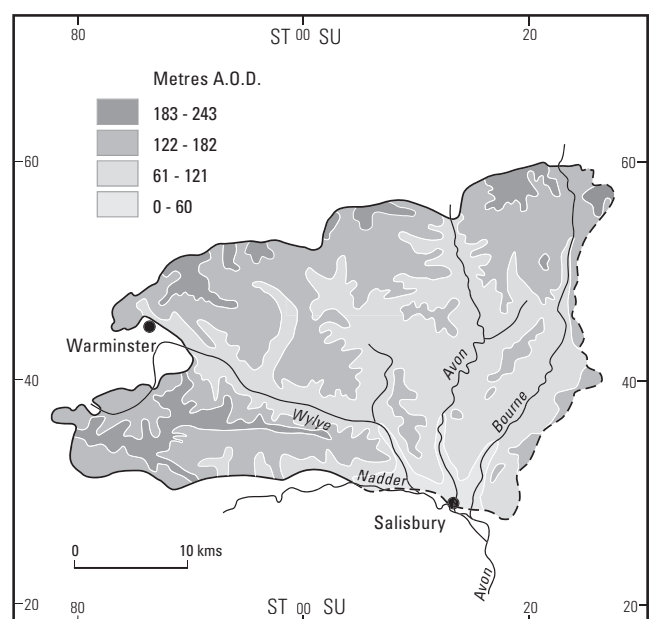 80
ST 00 SU
20
Metres A.O.D.
183 - 243
122 - 182
61 - 121
0 - 60
60
60
Warminster
40
40
Avon
Bourne
Wylye
Nadder
Salisbury
0
10 kms
Avon
20
80
ST 00 SU
20
20